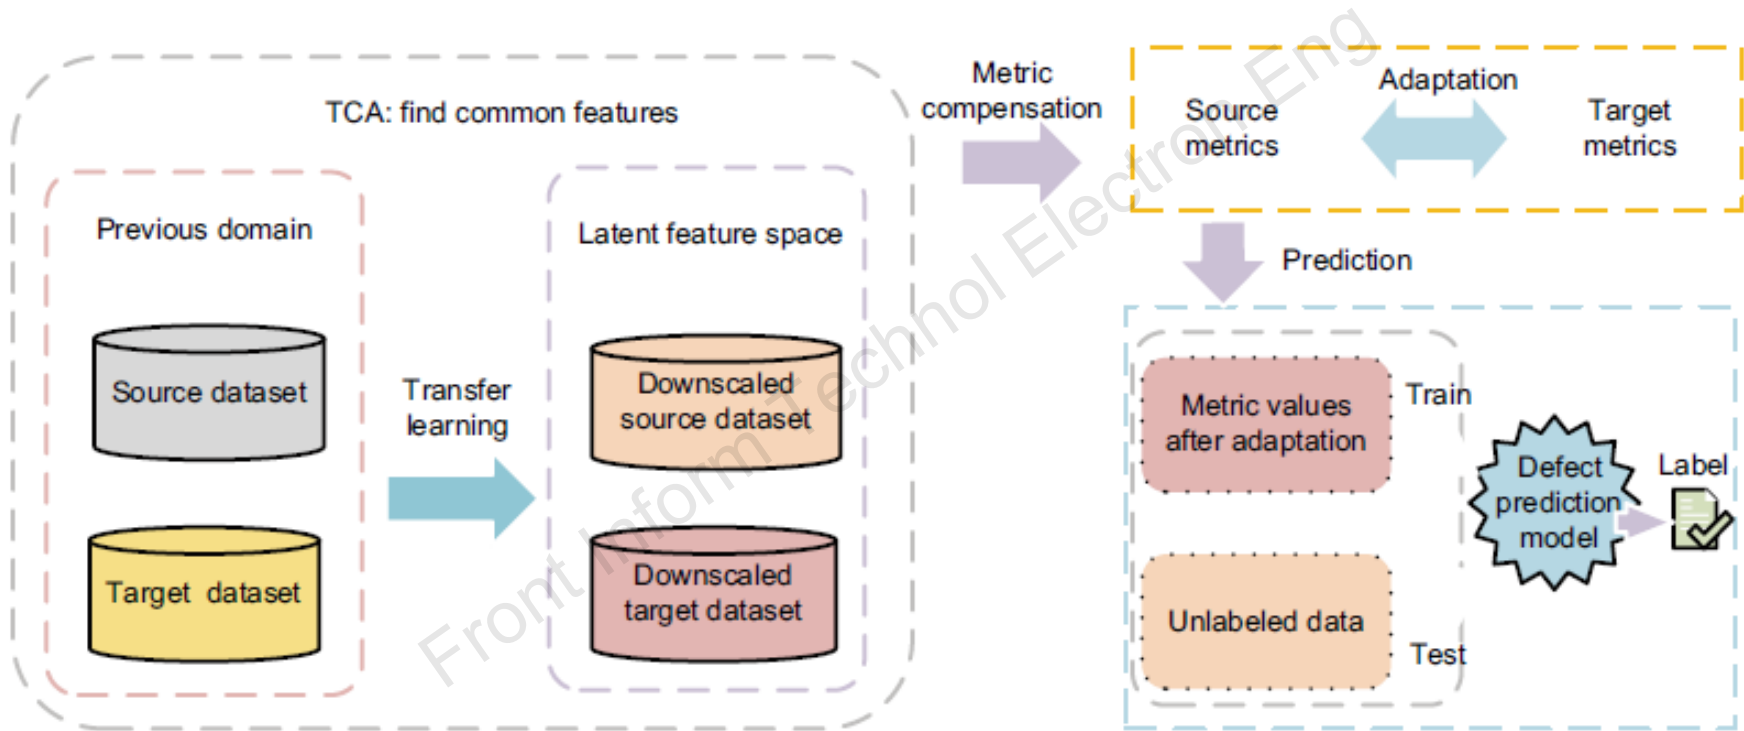 TCA: find common features
Previous domain
Source dataset
Target dataset
Transfer
learning
Latent feature space
Downscaled
source dataset
Downscaled
target dataset
Metric
compensation
Source
metrics
Adaptation
Target
metrics
Prediction
Metric values
after adaptation
Train
Unlabeled data
Test
Defect
prediction
model
Label
Front Inform Technol Electron Eng